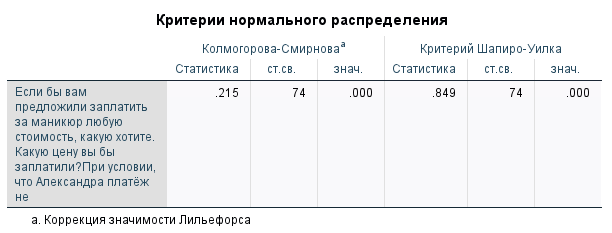 Критерии нормального распределения
Колмогорова-Смирноваa Критерий Шапиро-Уилка
Статистика ст.св. знач. Статистика ст.св. знач.
Если бы вам .215 74 .000 .849 74 .000
предложили заплатить
за маникюр любую
стоимость, какую хотите.
Какую цену вы бы
заплатили?При условии,
что Александра платёж
не
a. Коррекция значимости Лильефорса